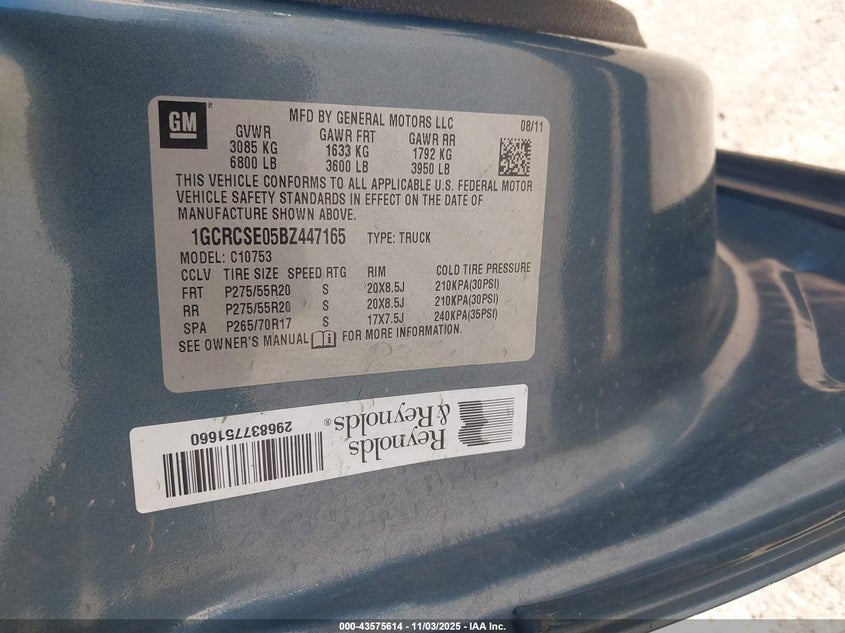 GM
MFD BY GENERAL MOTORS LLC 08/11
GVWR GAWR FRT GAWR RR
3085 KG 1633 KG 1792 KG
6800 LB 3600 LB 3950 LB
THIS VEHICLE CONFORMS TO ALL APPLICABLE U.S. FEDERAL MOTOR
VEHICLE SAFETY STANDARDS IN EFFECT ON THE DATE OF
MANUFACTURE SHOWN ABOVE.
1GCRCSE05BZ447165 TYPE: TRUCK
MODEL: C10753
CCLV TIRE SIZE SPEED RTG RIM COLD TIRE PRESSURE
FRT P275/55R20 S 20X8.5J 210KPA(30PSI)
RR P275/55R20 S 20X8.5J 210KPA(30PSI)
SPA P265/70R17 S 17X7.5J 240KPA(35PSI)
SEE OWNER'S MANUAL FOR MORE INFORMATION.
Reynolds
& Reynolds®
296837751660
000-43575614 - 11/03/2025 - IAA Inc.